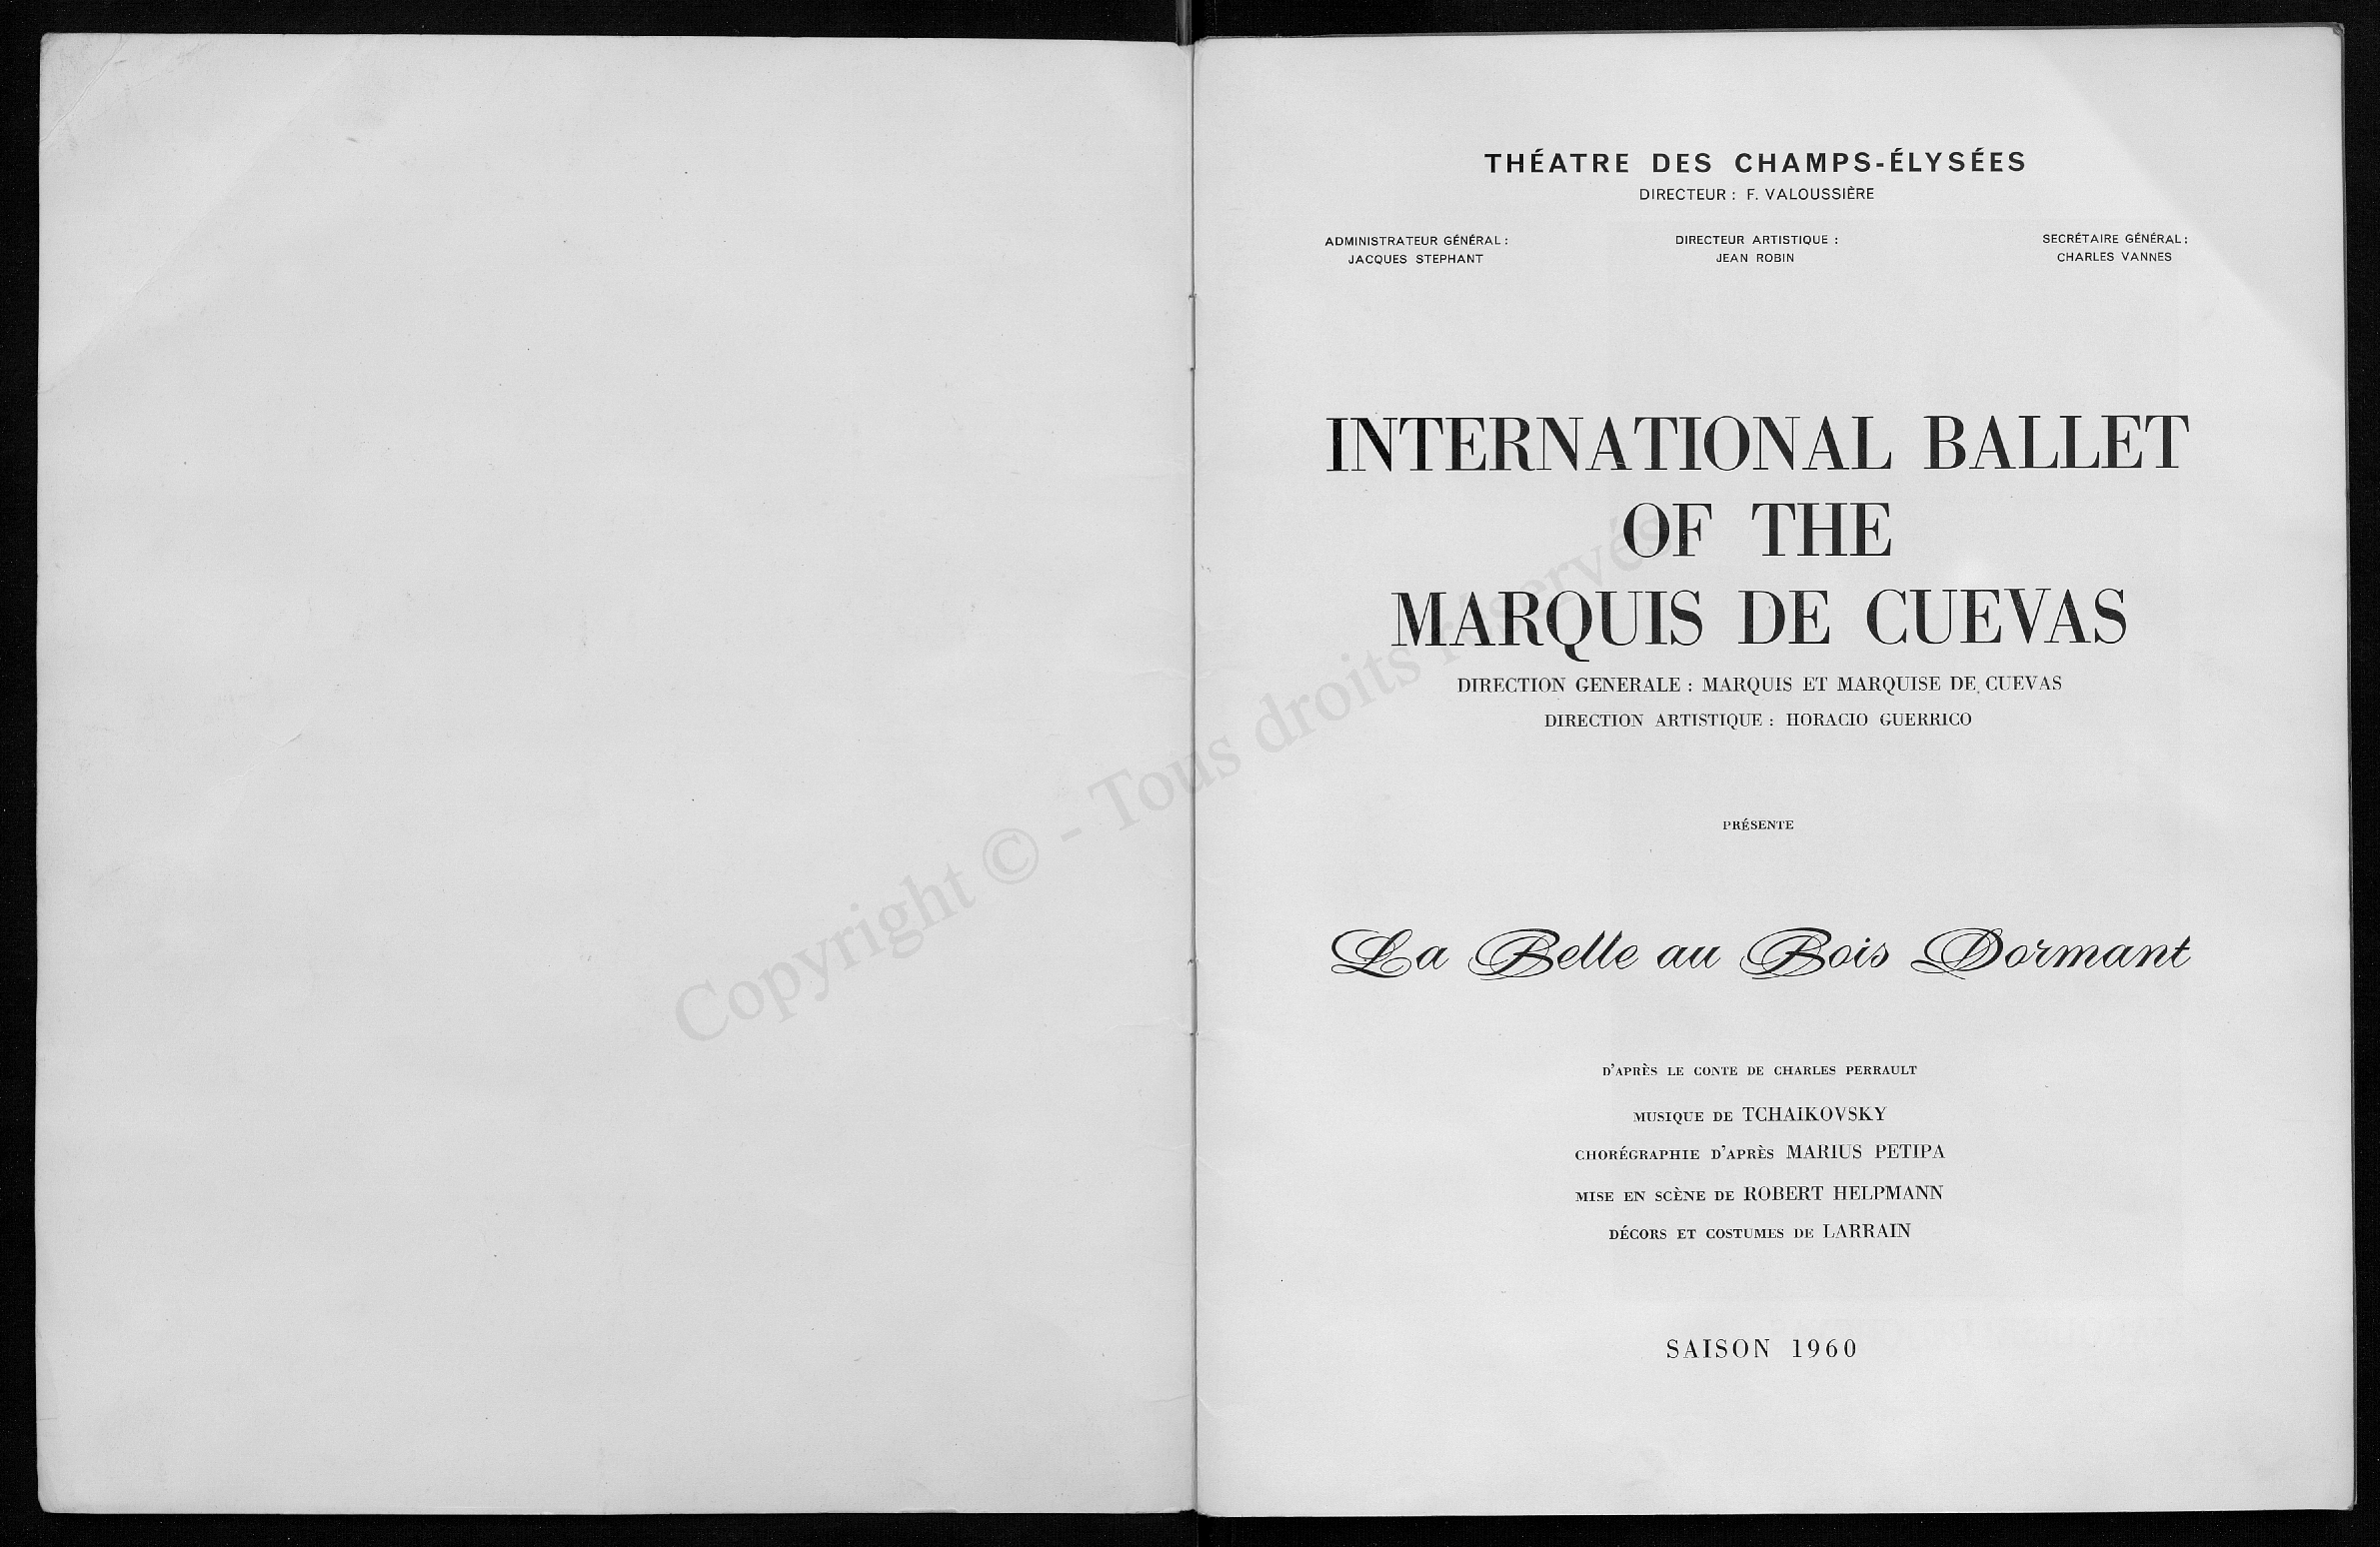 THÉATRE DES CHAMPS-ÉLYSÉES
DIRECTEUR : F. VALOUSSIÈRE
ADMINISTRATEUR GÉNÉRAL :
JACQUES STEPHANT
DIRECTEUR ARTISTIQUE :
JEAN ROBIN
SECRÉTAIRE GÉNÉRAL :
CHARLES VANNES
INTERNATIONAL BALLET
OF THE
MARQUIS DE CUEVAS
DIRECTION GENERALE : MARQUIS ET MARQUISE DE CUEVAS
DIRECTION ARTISTIQUE : HORACIO GUERRICO
PRÉSENTE
La Belle au Bois Dormant
D'APRÈS LE CONTE DE CHARLES PERRAULT
MUSIQUE DE TCHAIKOVSKY
CHORÉGRAPHIE D'APRÈS MARIUS PETIPA
MISE EN SCÈNE DE ROBERT HELPMANN
DÉCORS ET COSTUMES DE LARRAIN
SAISON 1960
Copyright © - Tous droits réservés